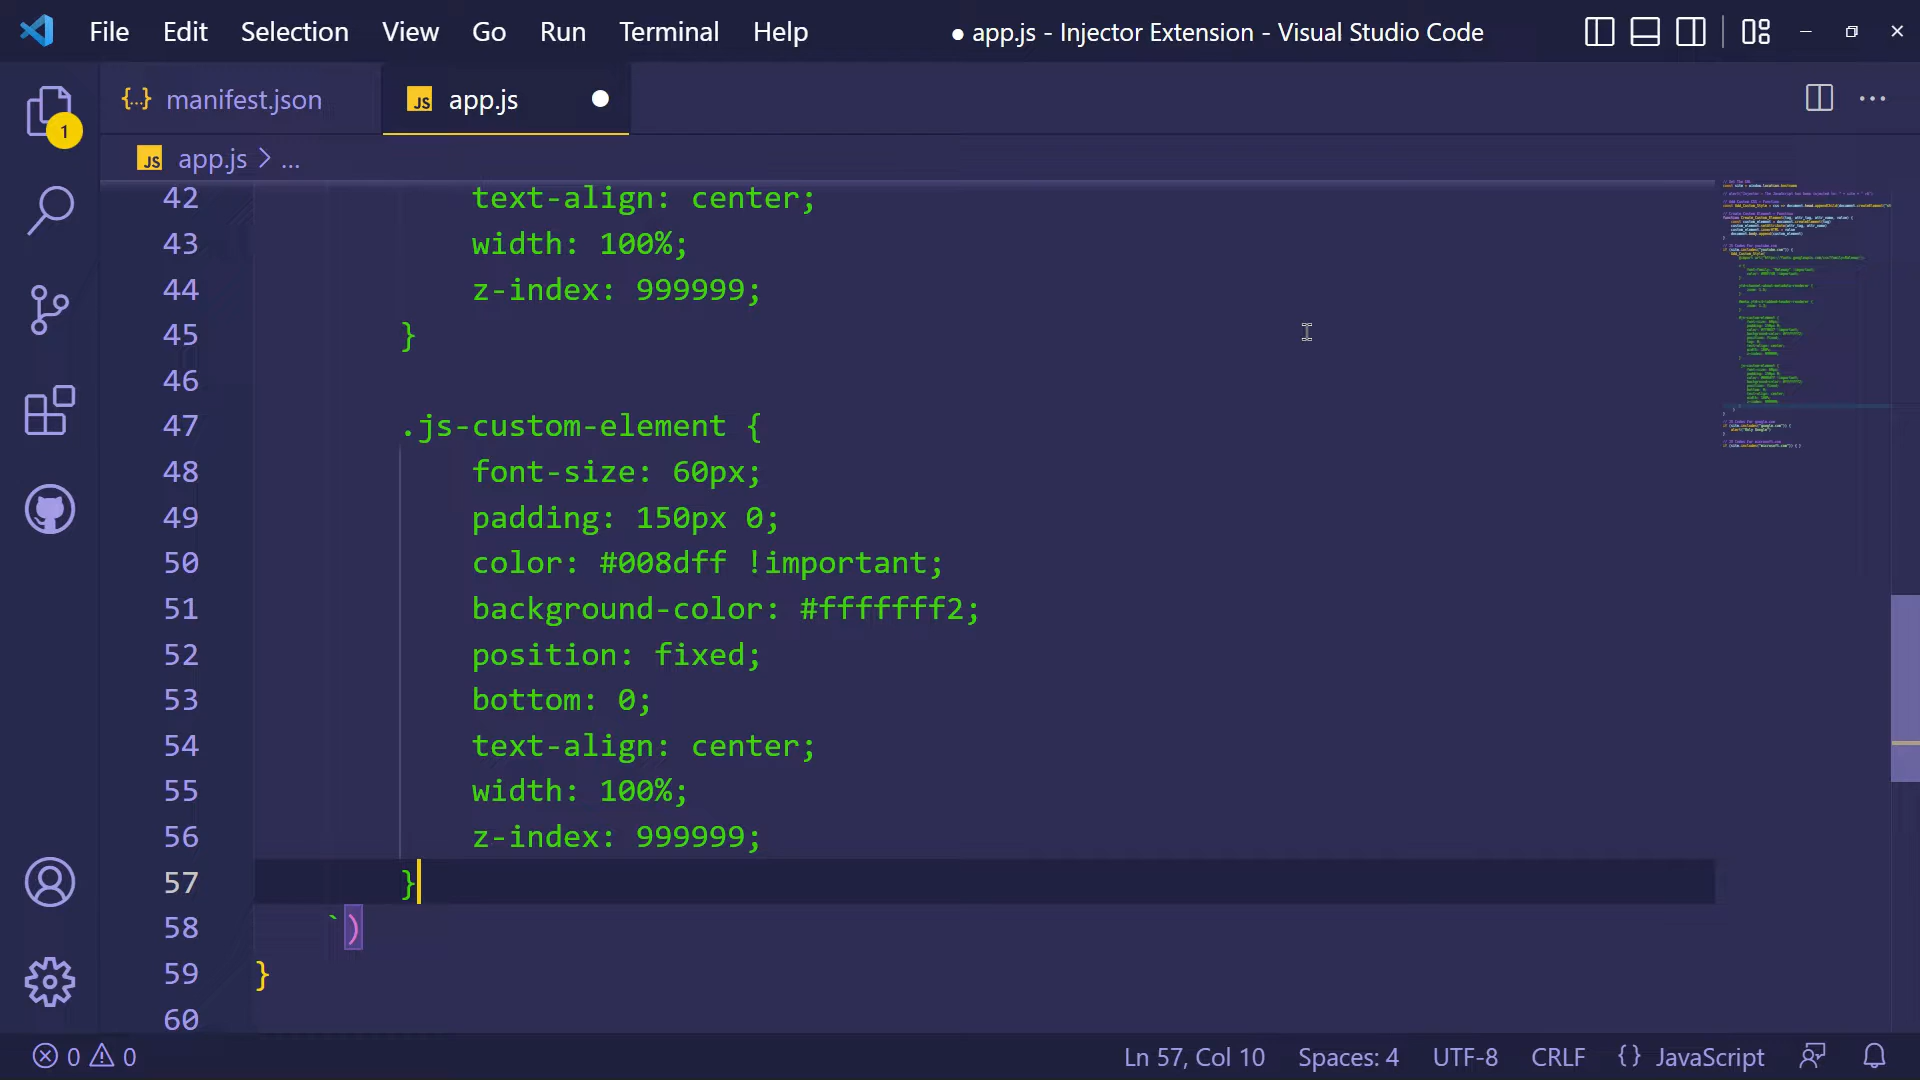 File Edit Selection View Go Run Terminal Help ● app.js - Injector Extension - Visual Studio Code
{..} manifest.json JS app.js
JS app.js > ...
1
42 text-align: center;
43 width: 100%;
44 z-index: 999999;
45 }
46
47 .js-custom-element {
48 font-size: 60px;
49 padding: 150px 0;
50 color: #008dff !important;
51 background-color: #fffffff2;
52 position: fixed;
53 bottom: 0;
54 text-align: center;
55 width: 100%;
56 z-index: 999999;
57 }
58 `)
59 }
60
0 0 Ln 57, Col 10 Spaces: 4 UTF-8 CRLF {} JavaScript